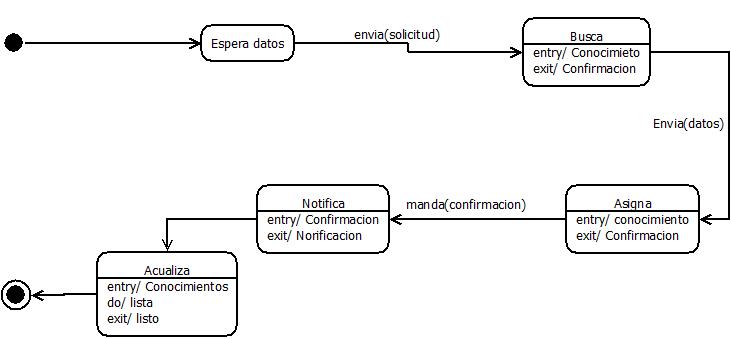 Espera datos
envia(solicitud)
Busca
entry/ Conocimieto
exit/ Confirmacion
Envia(datos)
Asigna
entry/ conocimiento
exit/ Confirmacion
manda(confirmacion)
Notifica
entry/ Confirmacion
exit/ Norificacion
Acualiza
entry/ Conocimientos
do/ lista
exit/ listo